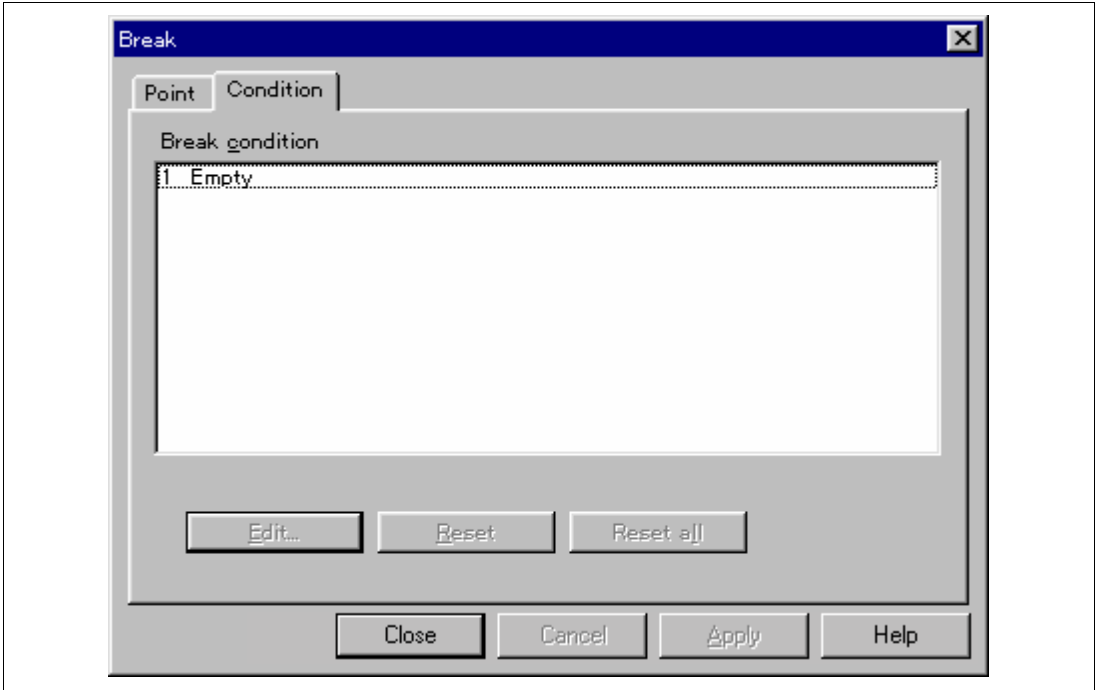 Break
Point Condition
Break condition
1 Empty
Edit... Reset Reset all
Close Cancel Apply Help